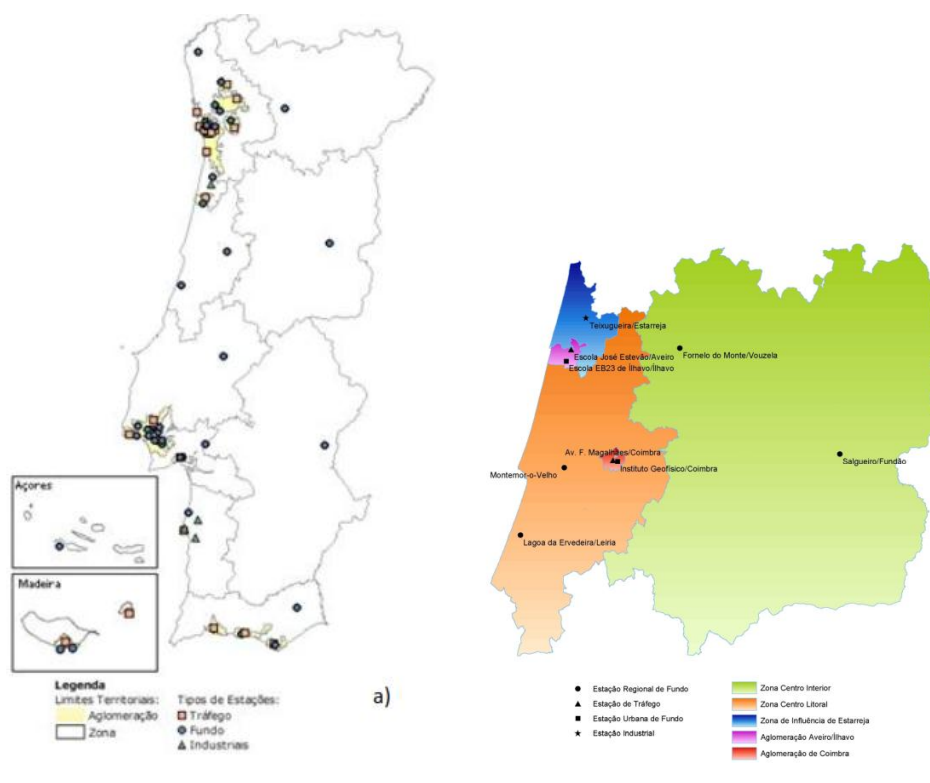 Açores
Madeira
Legenda
Limites Territoriais:
Aglomeração
Zona
Tipos de Estações:
Tráfego
Fundo
Industriais
a)
Teixugueira/Estarreja
Fornelo do Monte/Vouzela
Escola José Estevão/Aveiro
Escola EB23 de Ílhavo/Ílhavo
Av. F. Magalhães/Coimbra
Instituto Geofísico/Coimbra
Salgueiro/Fundão
Montemor-o-Velho
Lagoa da Ervedeira/Leiria
Estação Regional de Fundo
Estação de Tráfego
Estação Urbana de Fundo
Estação Industrial
Zona Centro Interior
Zona Centro Litoral
Zona de Influência de Estarreja
Aglomeração Aveiro/Ílhavo
Aglomeração de Coimbra